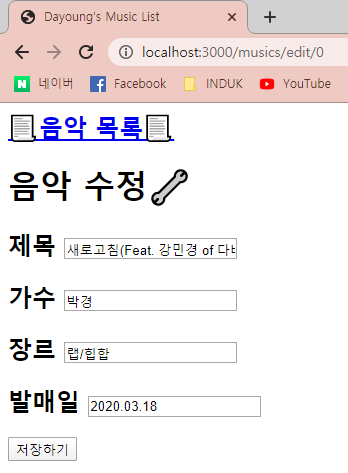 Dayoung's Music List
localhost:3000/musics/edit/0
네이버 Facebook INDUK YouTube
음악 목록
음악 수정
제목 새로고침(Feat. 강민경 of 다
가수 박경
장르 랩/힙합
발매일 2020.03.18
저장하기